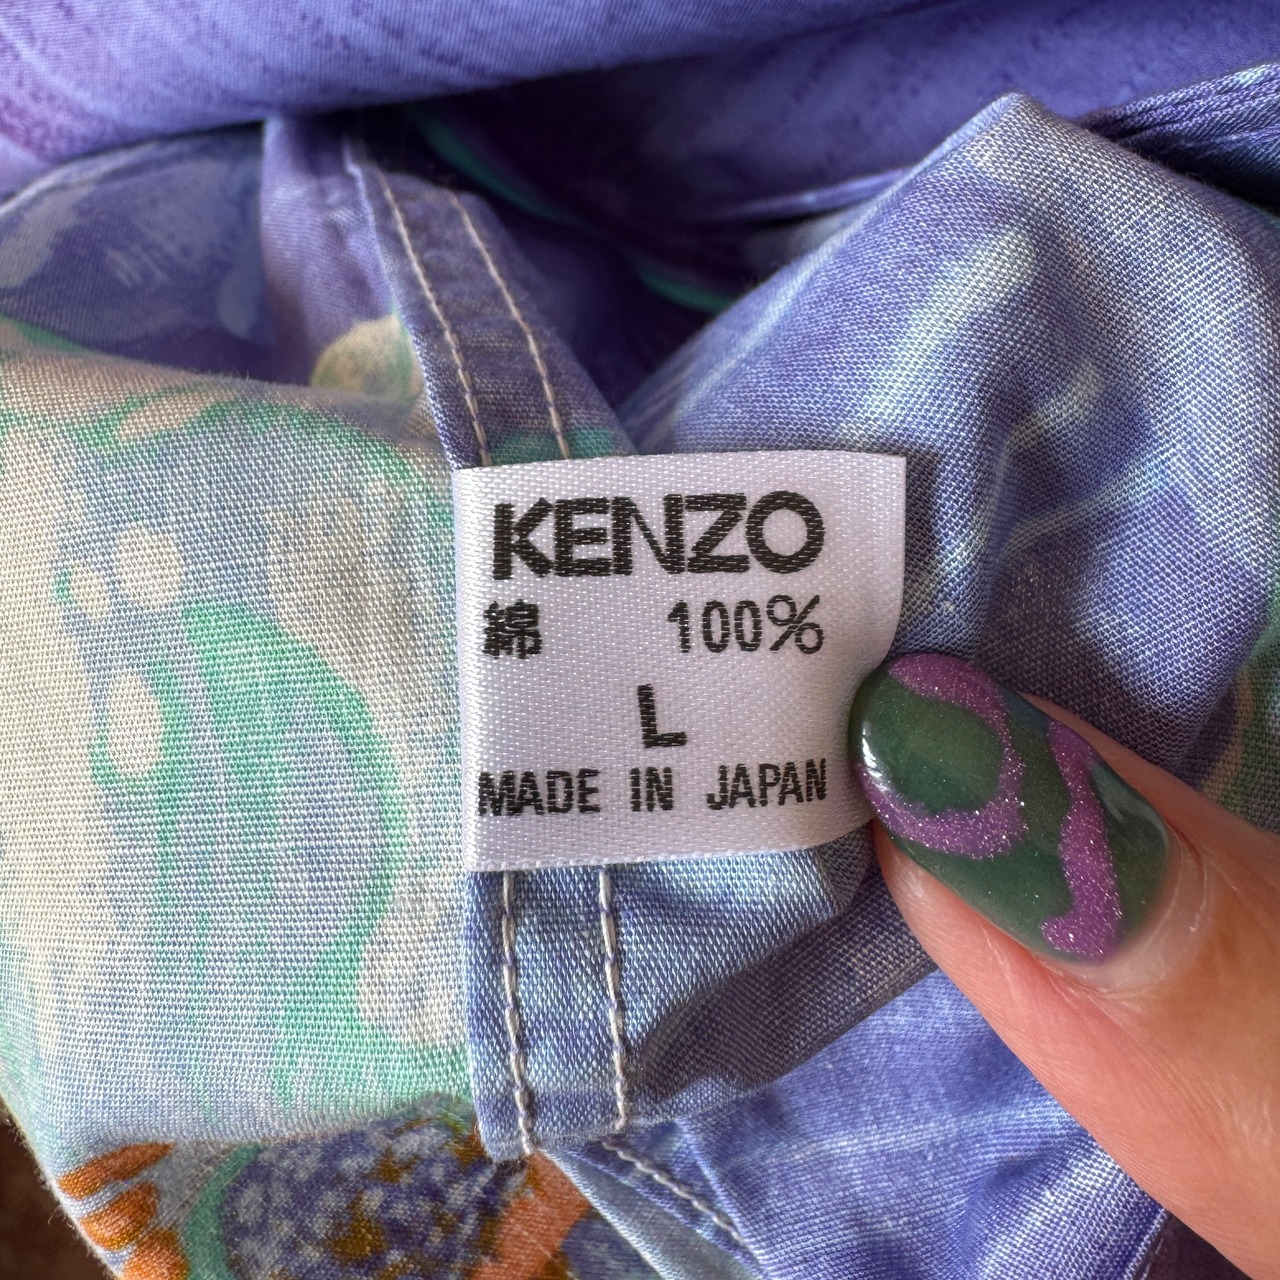 KENZO
綿 100%
L
MADE IN JAPAN